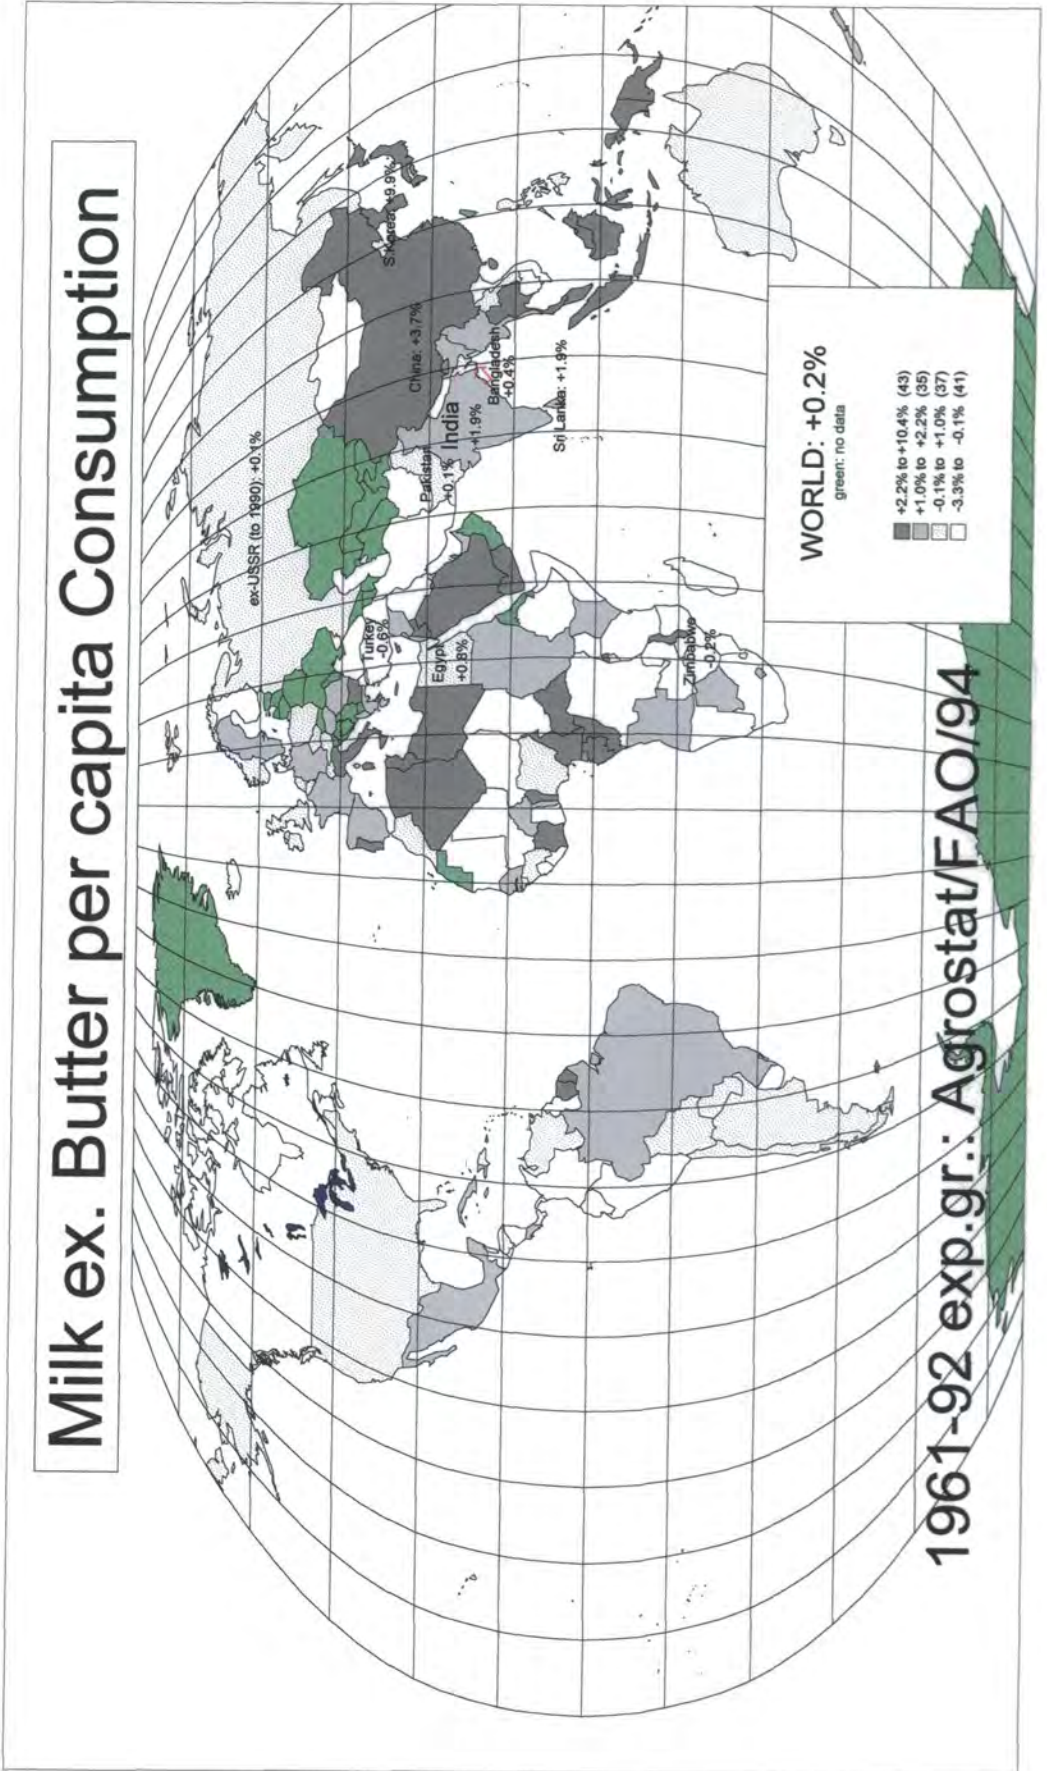 Milk ex. Butter per capita Consumption
ex-USSR (to 1990): +0.1%
S.Korea: +9.9%
China: +3.7%
Turkey
-0.6%
Pakistan
+0.1%
India
+1.9%
Bangladesh
+0.4%
Egypt
+0.8%
Sri Lanka: +1.9%
Zimbabwe
-0.2%
WORLD: +0.2%
green: no data
+2.2% to +10.4% (43)
+1.0% to +2.2% (35)
-0.1% to +1.0% (37)
-3.3% to -0.1% (41)
1961-92 exp.gr.: Agrostat/FAO/94